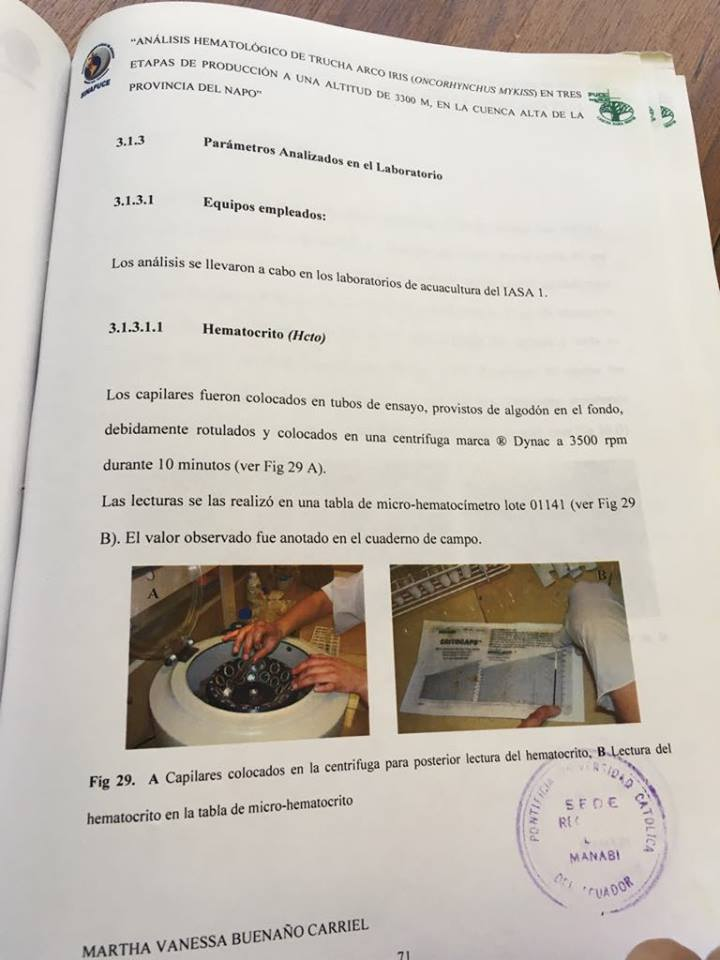 "ANÁLISIS HEMATOLÓGICO DE TRUCHA ARCO IRIS (ONCORHYNCHUS MYKISS) EN TRES
ETAPAS DE PRODUCCIÓN A UNA ALTITUD DE 3300 M, EN LA CUENCA ALTA DE LA
PROVINCIA DEL NAPO"
3.1.3 Parámetros Analizados en el Laboratorio
3.1.3.1 Equipos empleados:
Los análisis se llevaron a cabo en los laboratorios de acuacultura del IASA 1.
3.1.3.1.1 Hematocrito (Hcto)
Los capilares fueron colocados en tubos de ensayo, provistos de algodón en el fondo,
debidamente rotulados y colocados en una centrífuga marca ® Dynac a 3500 rpm
durante 10 minutos (ver Fig 29 A).
Las lecturas se las realizó en una tabla de micro-hematocímetro lote 01141 (ver Fig 29
B). El valor observado fue anotado en el cuaderno de campo.
A
B
CRITOCAPS
Fig 29. A Capilares colocados en la centrifuga para posterior lectura del hematocrito, B Lectura del
hematocrito en la tabla de micro-hematocrito
PONTIFICIA UNIVERSIDAD CATOLICA
SEDE
MANABI
DEL ECUADOR
MARTHA VANESSA BUENAÑO CARRIEL
71